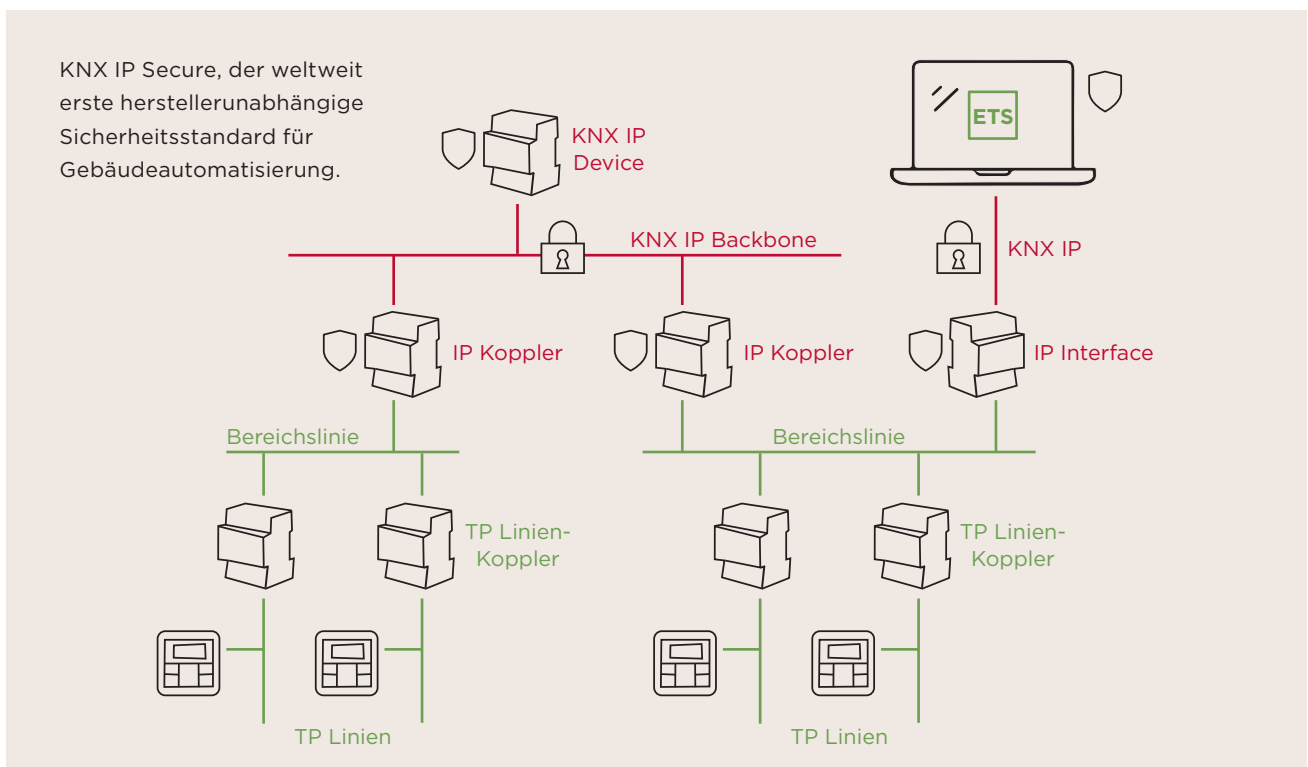 KNX IP Secure, der weltweit
erste herstellerunabhängige
Sicherheitsstandard für
Gebäudeautomatisierung.
ETS
KNX IP
Device
KNX IP Backbone
KNX IP
IP Koppler
IP Koppler
IP Interface
Bereichslinie
Bereichslinie
TP Linien-
Koppler
TP Linien-
Koppler
TP Linien
TP Linien